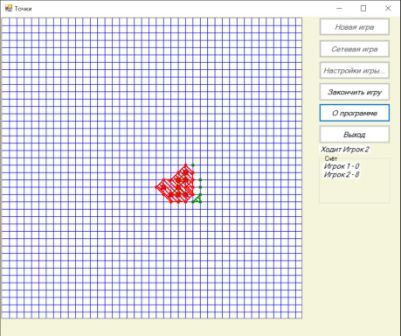 Точки
Новая игра
Сетевая игра
Настройки игры...
Закончить игру
О программе
Выход
Ходит Игрок 2
Счёт
Игрок 1 - 0
Игрок 2 - 8